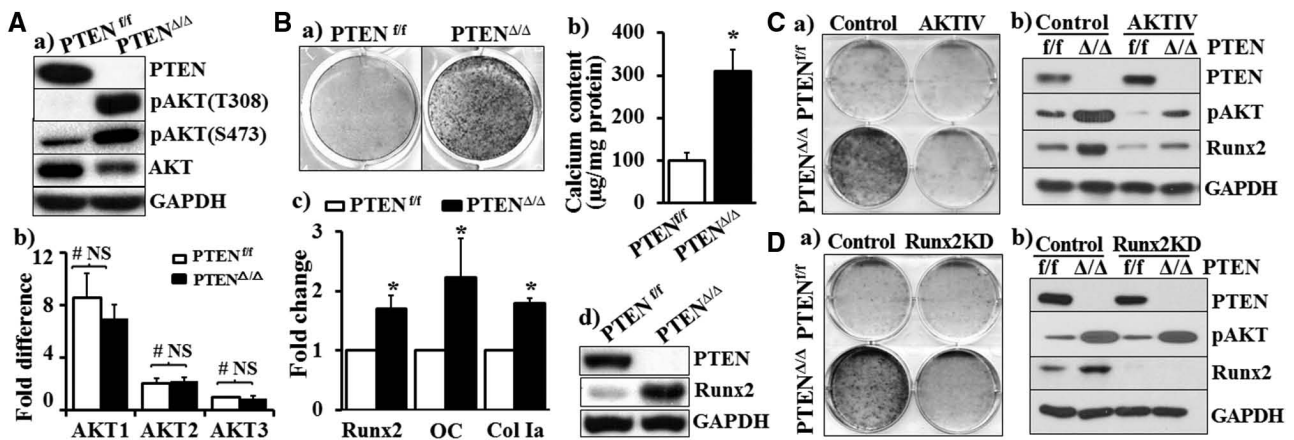 A
a) PTEN f/f PTEN Δ/Δ
PTEN
pAKT(T308)
pAKT(S473)
AKT
GAPDH
b)
# NS
# NS
# NS
PTEN f/f
PTEN Δ/Δ
Fold difference
12
8
4
0
AKT1 AKT2 AKT3
B
a) PTEN f/f PTEN Δ/Δ
b)
Calcium content
(µg/mg protein)
400
300
200
100
0
*
PTEN f/f
PTEN Δ/Δ
c) PTEN f/f PTEN Δ/Δ
Fold change
3
2
1
0
* * *
Runx2 OC Col Ia
d) PTEN f/f PTEN Δ/Δ
PTEN
Runx2
GAPDH
C
a) Control AKTIV
PTEN f/f
PTEN Δ/Δ
b) Control AKTIV
f/f Δ/Δ f/f Δ/Δ PTEN
PTEN
pAKT
Runx2
GAPDH
D
a) Control Runx2KD
PTEN f/f
PTEN Δ/Δ
b) Control Runx2KD
f/f Δ/Δ f/f Δ/Δ PTEN
PTEN
pAKT
Runx2
GAPDH